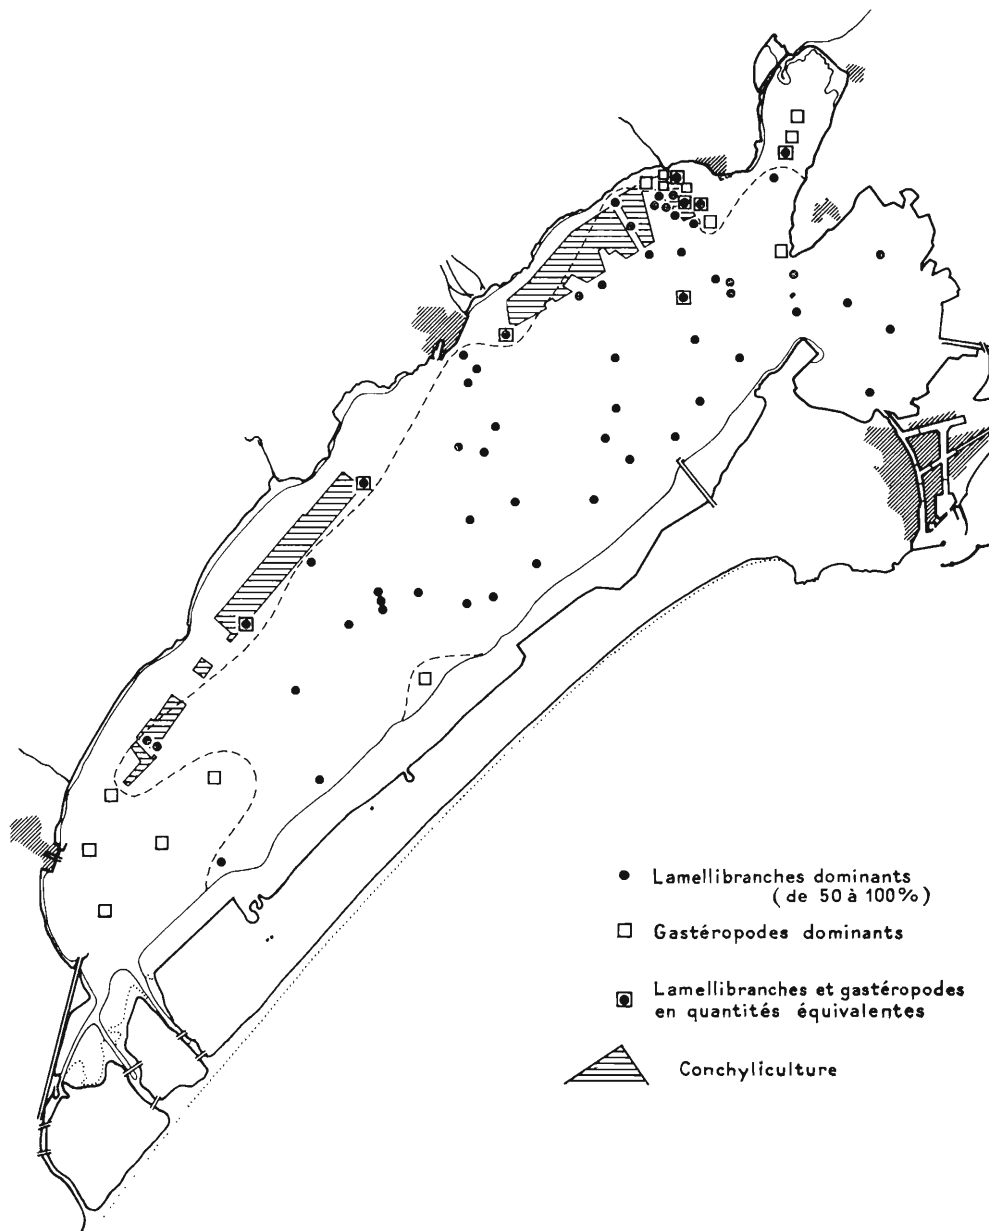 Lamellibranches dominants
(de 50 à 100%)
Gastéropodes dominants
Lamellibranches et gastéropodes
en quantités équivalentes
Conchyliculture